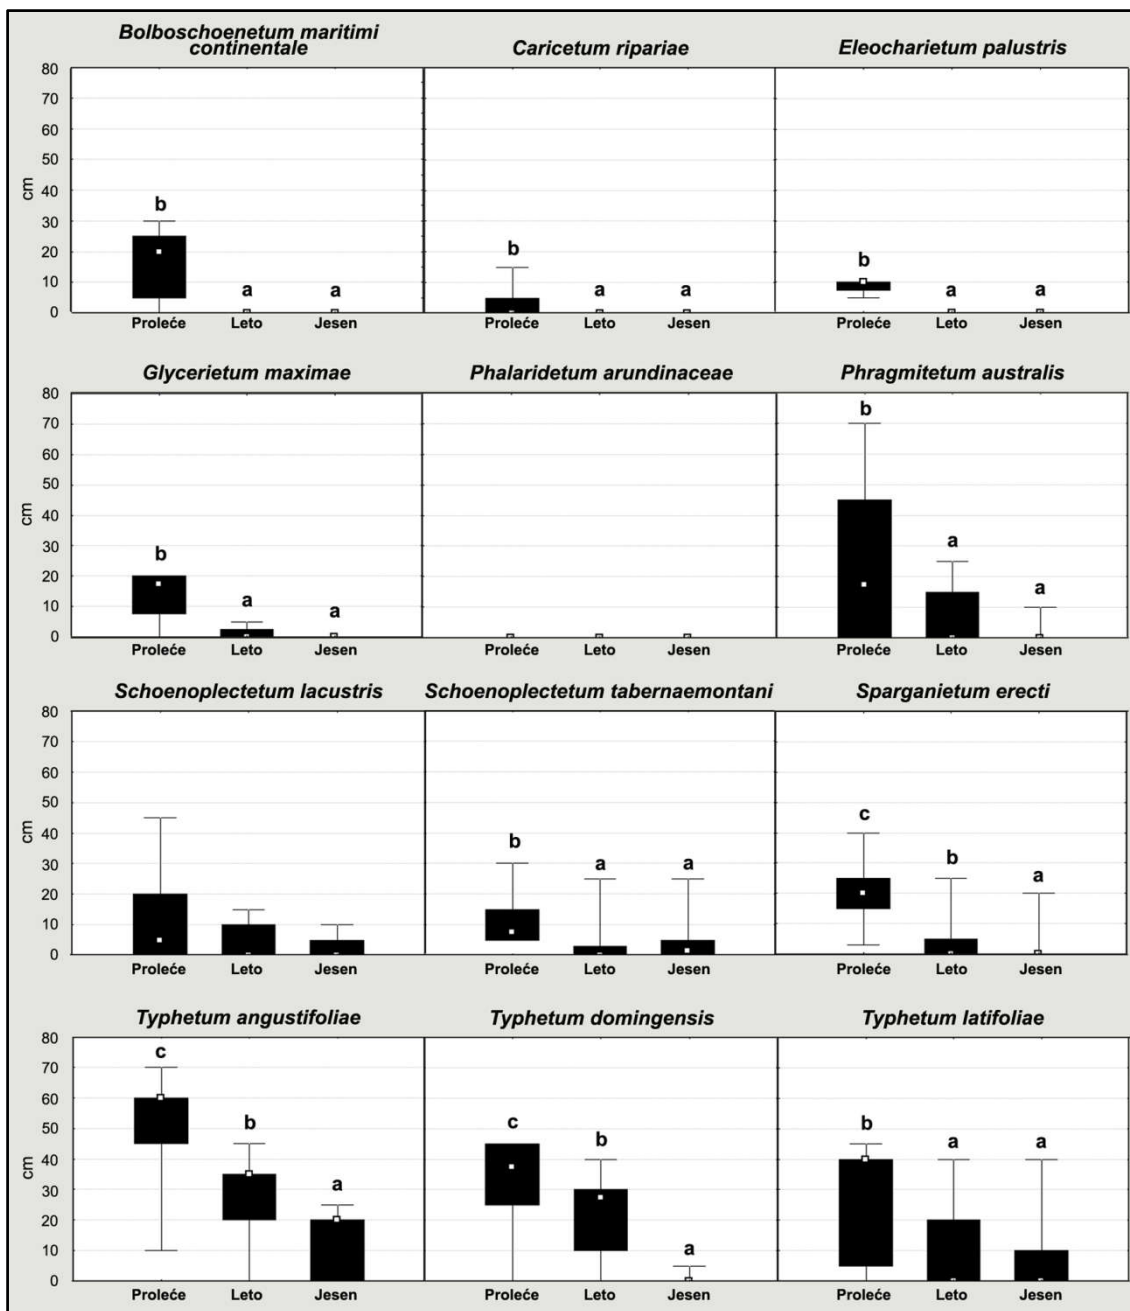 Bolboschoenetum maritimi
continentale
Caricetum ripariae
Eleocharietum palustris
80
70
60
50
40
30
20
10
0
cm
b
a
a
b
a
a
b
a
a
Proleće Leto Jesen Proleće Leto Jesen Proleće Leto Jesen
Glycerietum maximae
Phalaridetum arundinaceae
Phragmitetum australis
80
70
60
50
40
30
20
10
0
cm
b
a
a
b
a
a
Proleće Leto Jesen Proleće Leto Jesen Proleće Leto Jesen
Schoenoplectetum lacustris
Schoenoplectetum tabernaemontani
Sparganietum erecti
80
70
60
50
40
30
20
10
0
cm
b
a
a
c
b
a
Proleće Leto Jesen Proleće Leto Jesen Proleće Leto Jesen
Typhetum angustifoliae
Typhetum domingensis
Typhetum latifoliae
80
70
60
50
40
30
20
10
0
cm
c
b
a
c
b
a
b
a
a
Proleće Leto Jesen Proleće Leto Jesen Proleće Leto Jesen